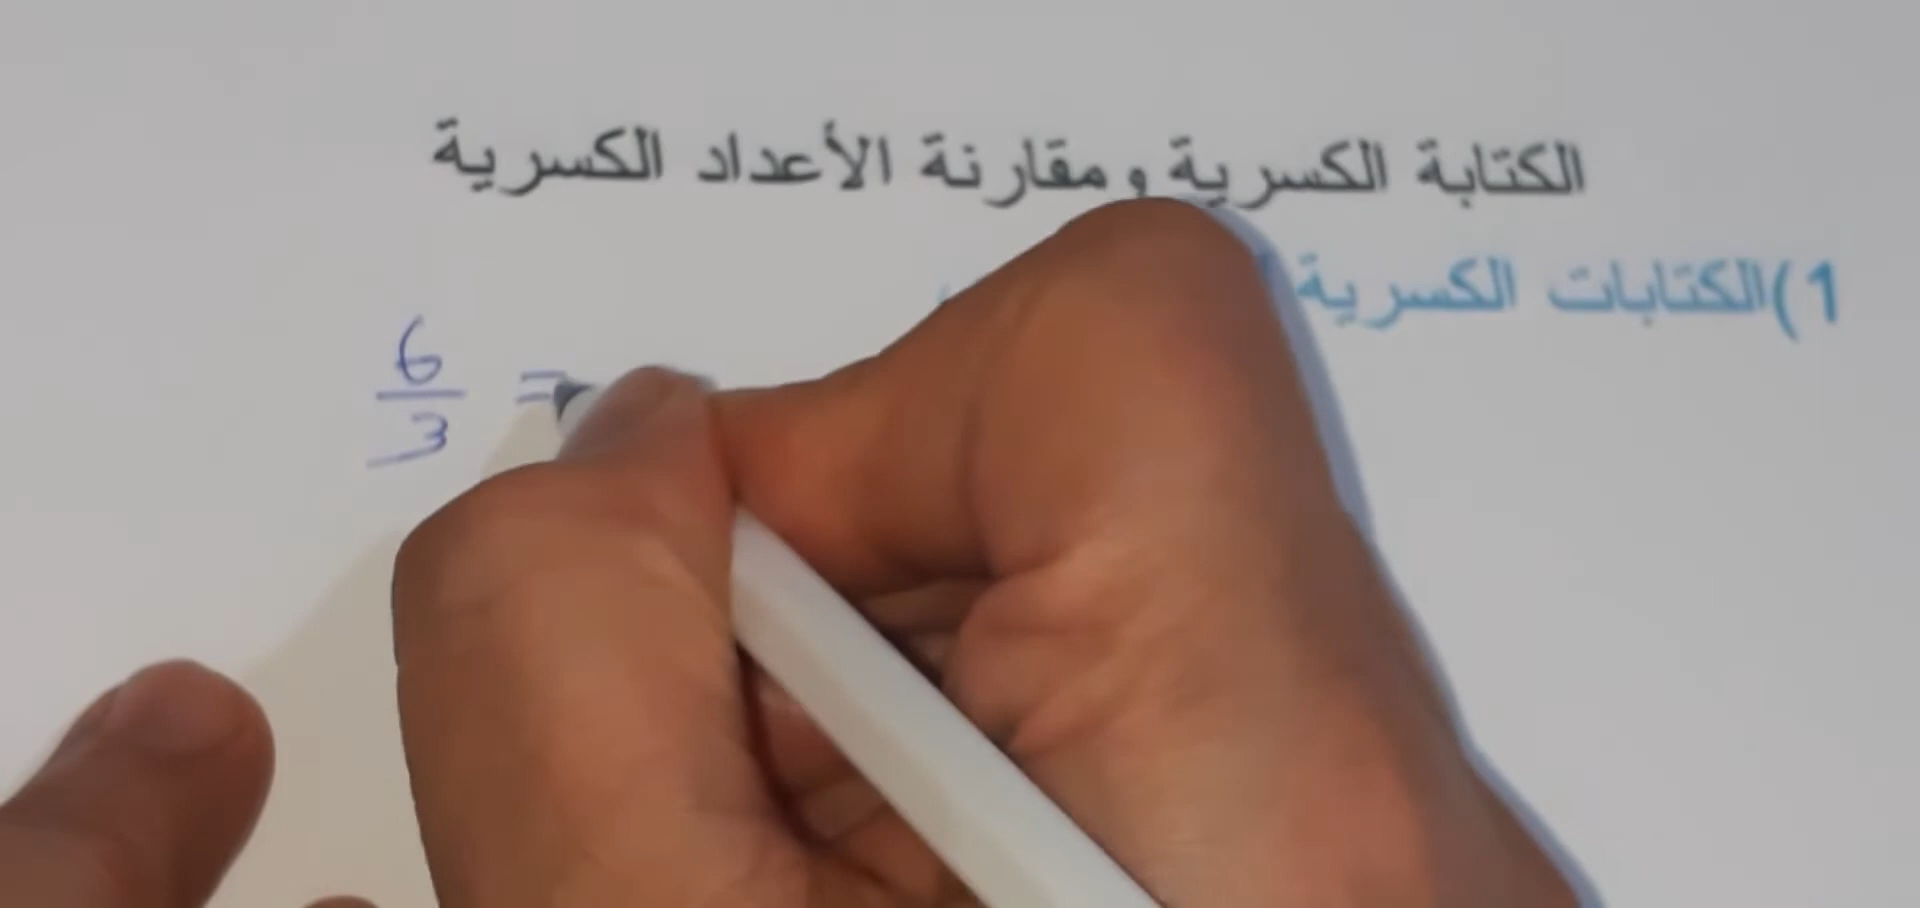 الكتابة الكسرية ومقارنة الأعداد الكسرية
1)الكتابات الكسرية
6/3 =